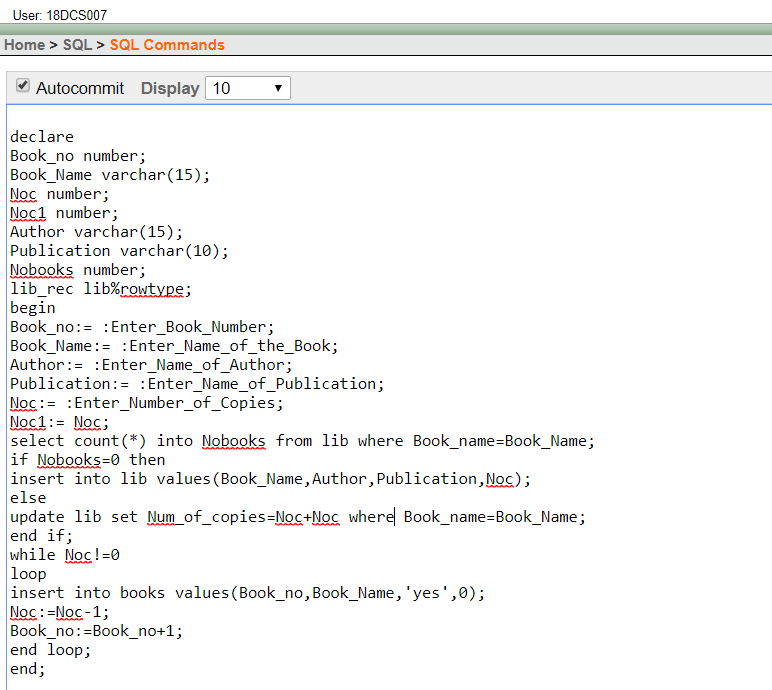 User: 18DCS007
Home > SQL > SQL Commands
Autocommit Display 10
declare
Book_no number;
Book_Name varchar(15);
Noc number;
Noc1 number;
Author varchar(15);
Publication varchar(10);
Nobooks number;
lib_rec lib%rowtype;
begin
Book_no:= :Enter_Book_Number;
Book_Name:= :Enter_Name_of_the_Book;
Author:= :Enter_Name_of_Author;
Publication:= :Enter_Name_of_Publication;
Noc:= :Enter_Number_of_Copies;
Noc1:= Noc;
select count(*) into Nobooks from lib where Book_name=Book_Name;
if Nobooks=0 then
insert into lib values(Book_Name,Author,Publication,Noc);
else
update lib set Num_of_copies=Noc+Noc where Book_name=Book_Name;
end if;
while Noc!=0
loop
insert into books values(Book_no,Book_Name,'yes',0);
Noc:=Noc-1;
Book_no:=Book_no+1;
end loop;
end;